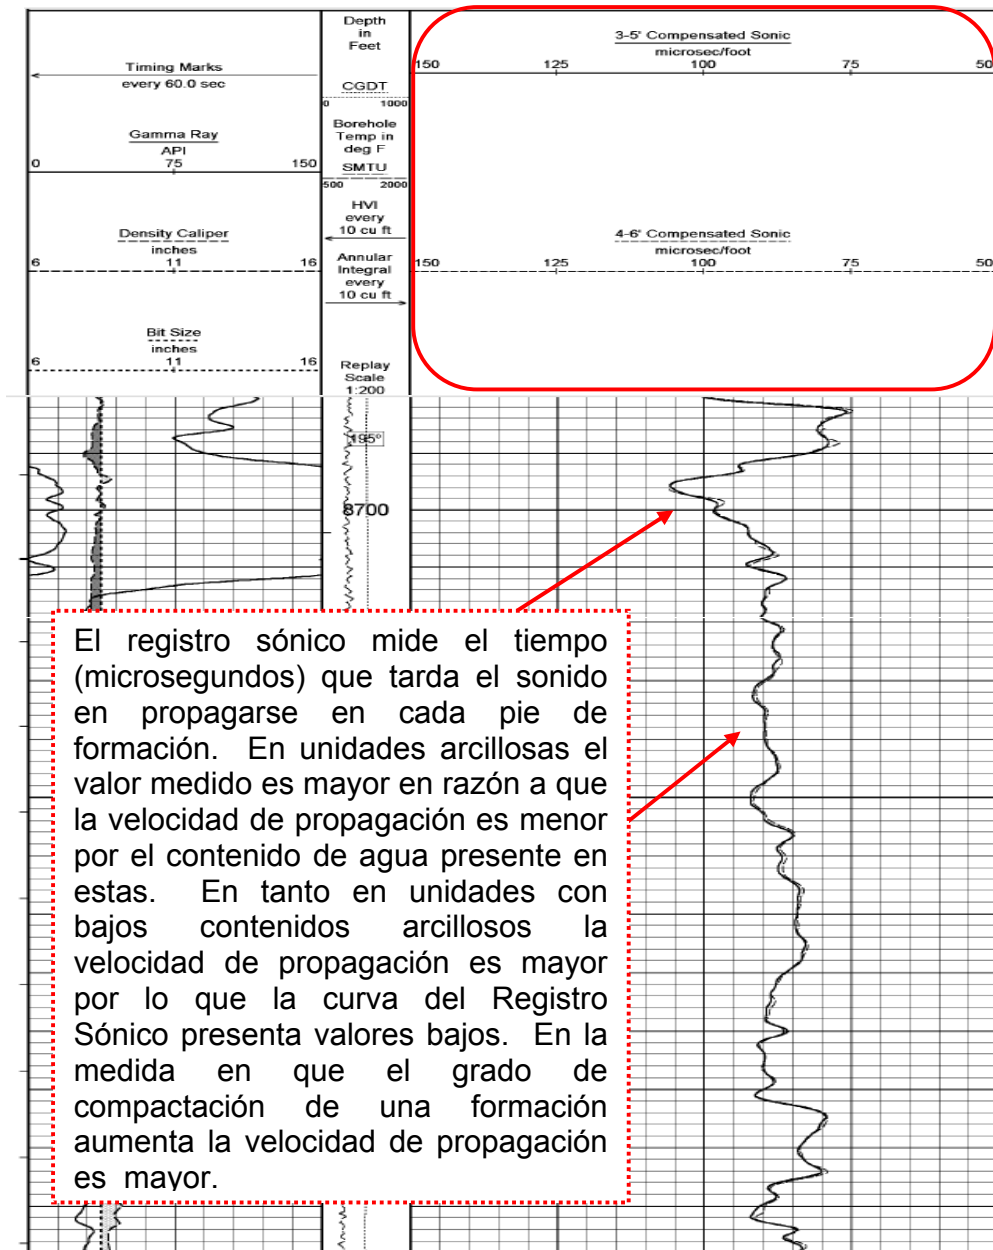 Timing Marks
every 60.0 sec
Gamma Ray
API
0 75 150
Density Caliper
inches
6 11 16
Bit Size
inches
6 11 16
Depth
in
Feet
CGDT
0 1000
Borehole
Temp in
deg F
SMTU
500 2000
HVI
every
10 cu ft
Annular
Integral
every
10 cu ft
Replay
Scale
1:200
3-5' Compensated Sonic
microsec/foot
150 125 100 75 50
4-6' Compensated Sonic
microsec/foot
150 125 100 75 50
195°
8700
El registro sónico mide el tiempo
(microsegundos) que tarda el sonido
en propagarse en cada pie de
formación. En unidades arcillosas el
valor medido es mayor en razón a que
la velocidad de propagación es menor
por el contenido de agua presente en
estas. En tanto en unidades con
bajos contenidos arcillosos la
velocidad de propagación es mayor
por lo que la curva del Registro
Sónico presenta valores bajos. En la
medida en que el grado de
compactación de una formación
aumenta la velocidad de propagación
es mayor.